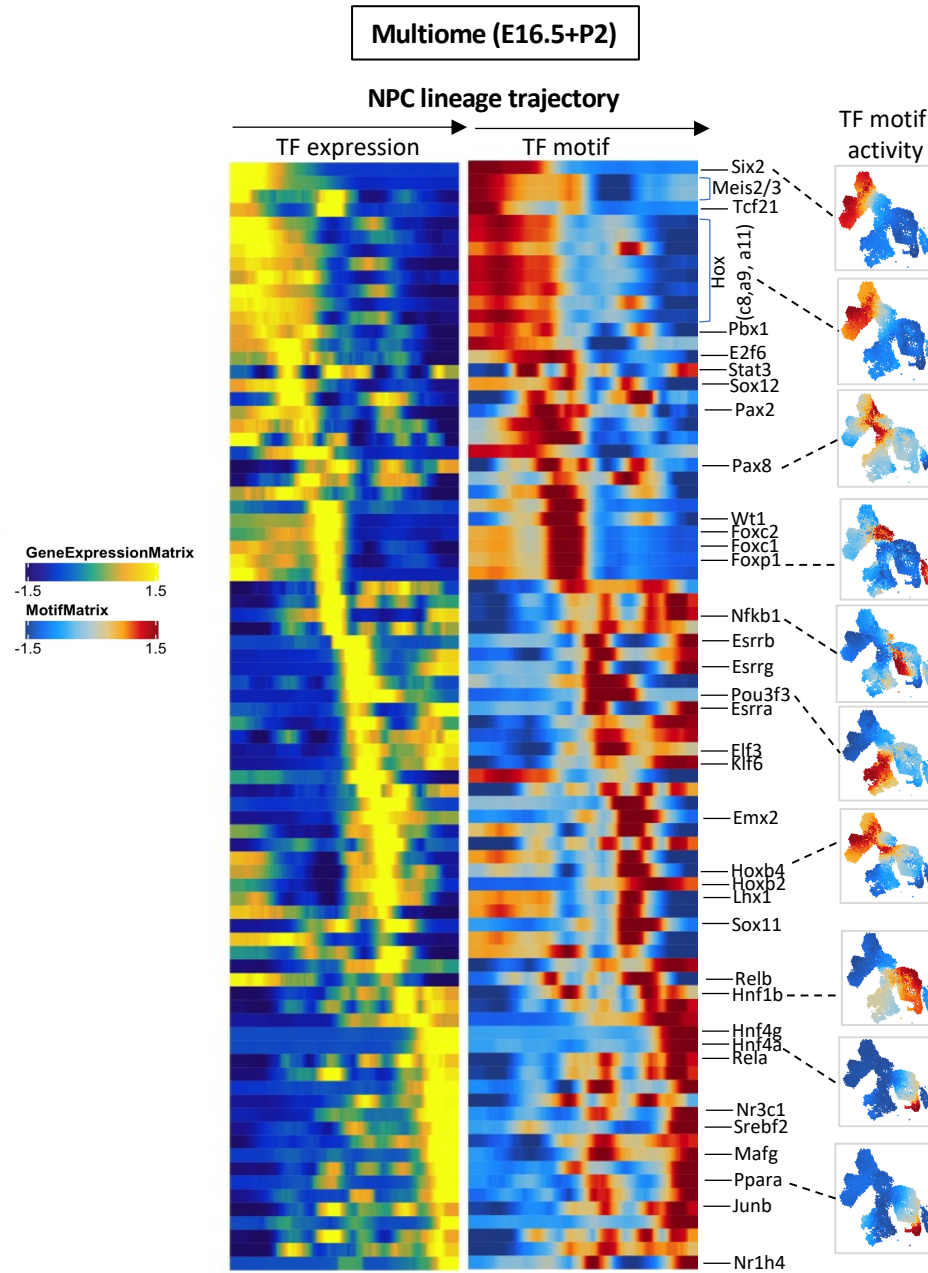 Multiome (E16.5+P2)
NPC lineage trajectory
TF expression
TF motif
TF motif
activity
Six2
Meis2/3
Tcf21
Hox
(c8,a9, a11)
Pbx1
E2f6
Stat3
Sox12
Pax2
Pax8
Wt1
Foxc2
Foxc1
Foxp1
GeneExpressionMatrix
-1.5 1.5
MotifMatrix
-1.5 1.5
Nfkb1
Esrrb
Esrrg
Pou3f3
Esrra
Elf3
Klf6
Emx2
Hoxb4
Hoxb2
Lhx1
Sox11
Relb
Hnf1b
Hnf4g
Hnf4a
Rela
Nr3c1
Srebf2
Mafg
Ppara
Junb
Nr1h4